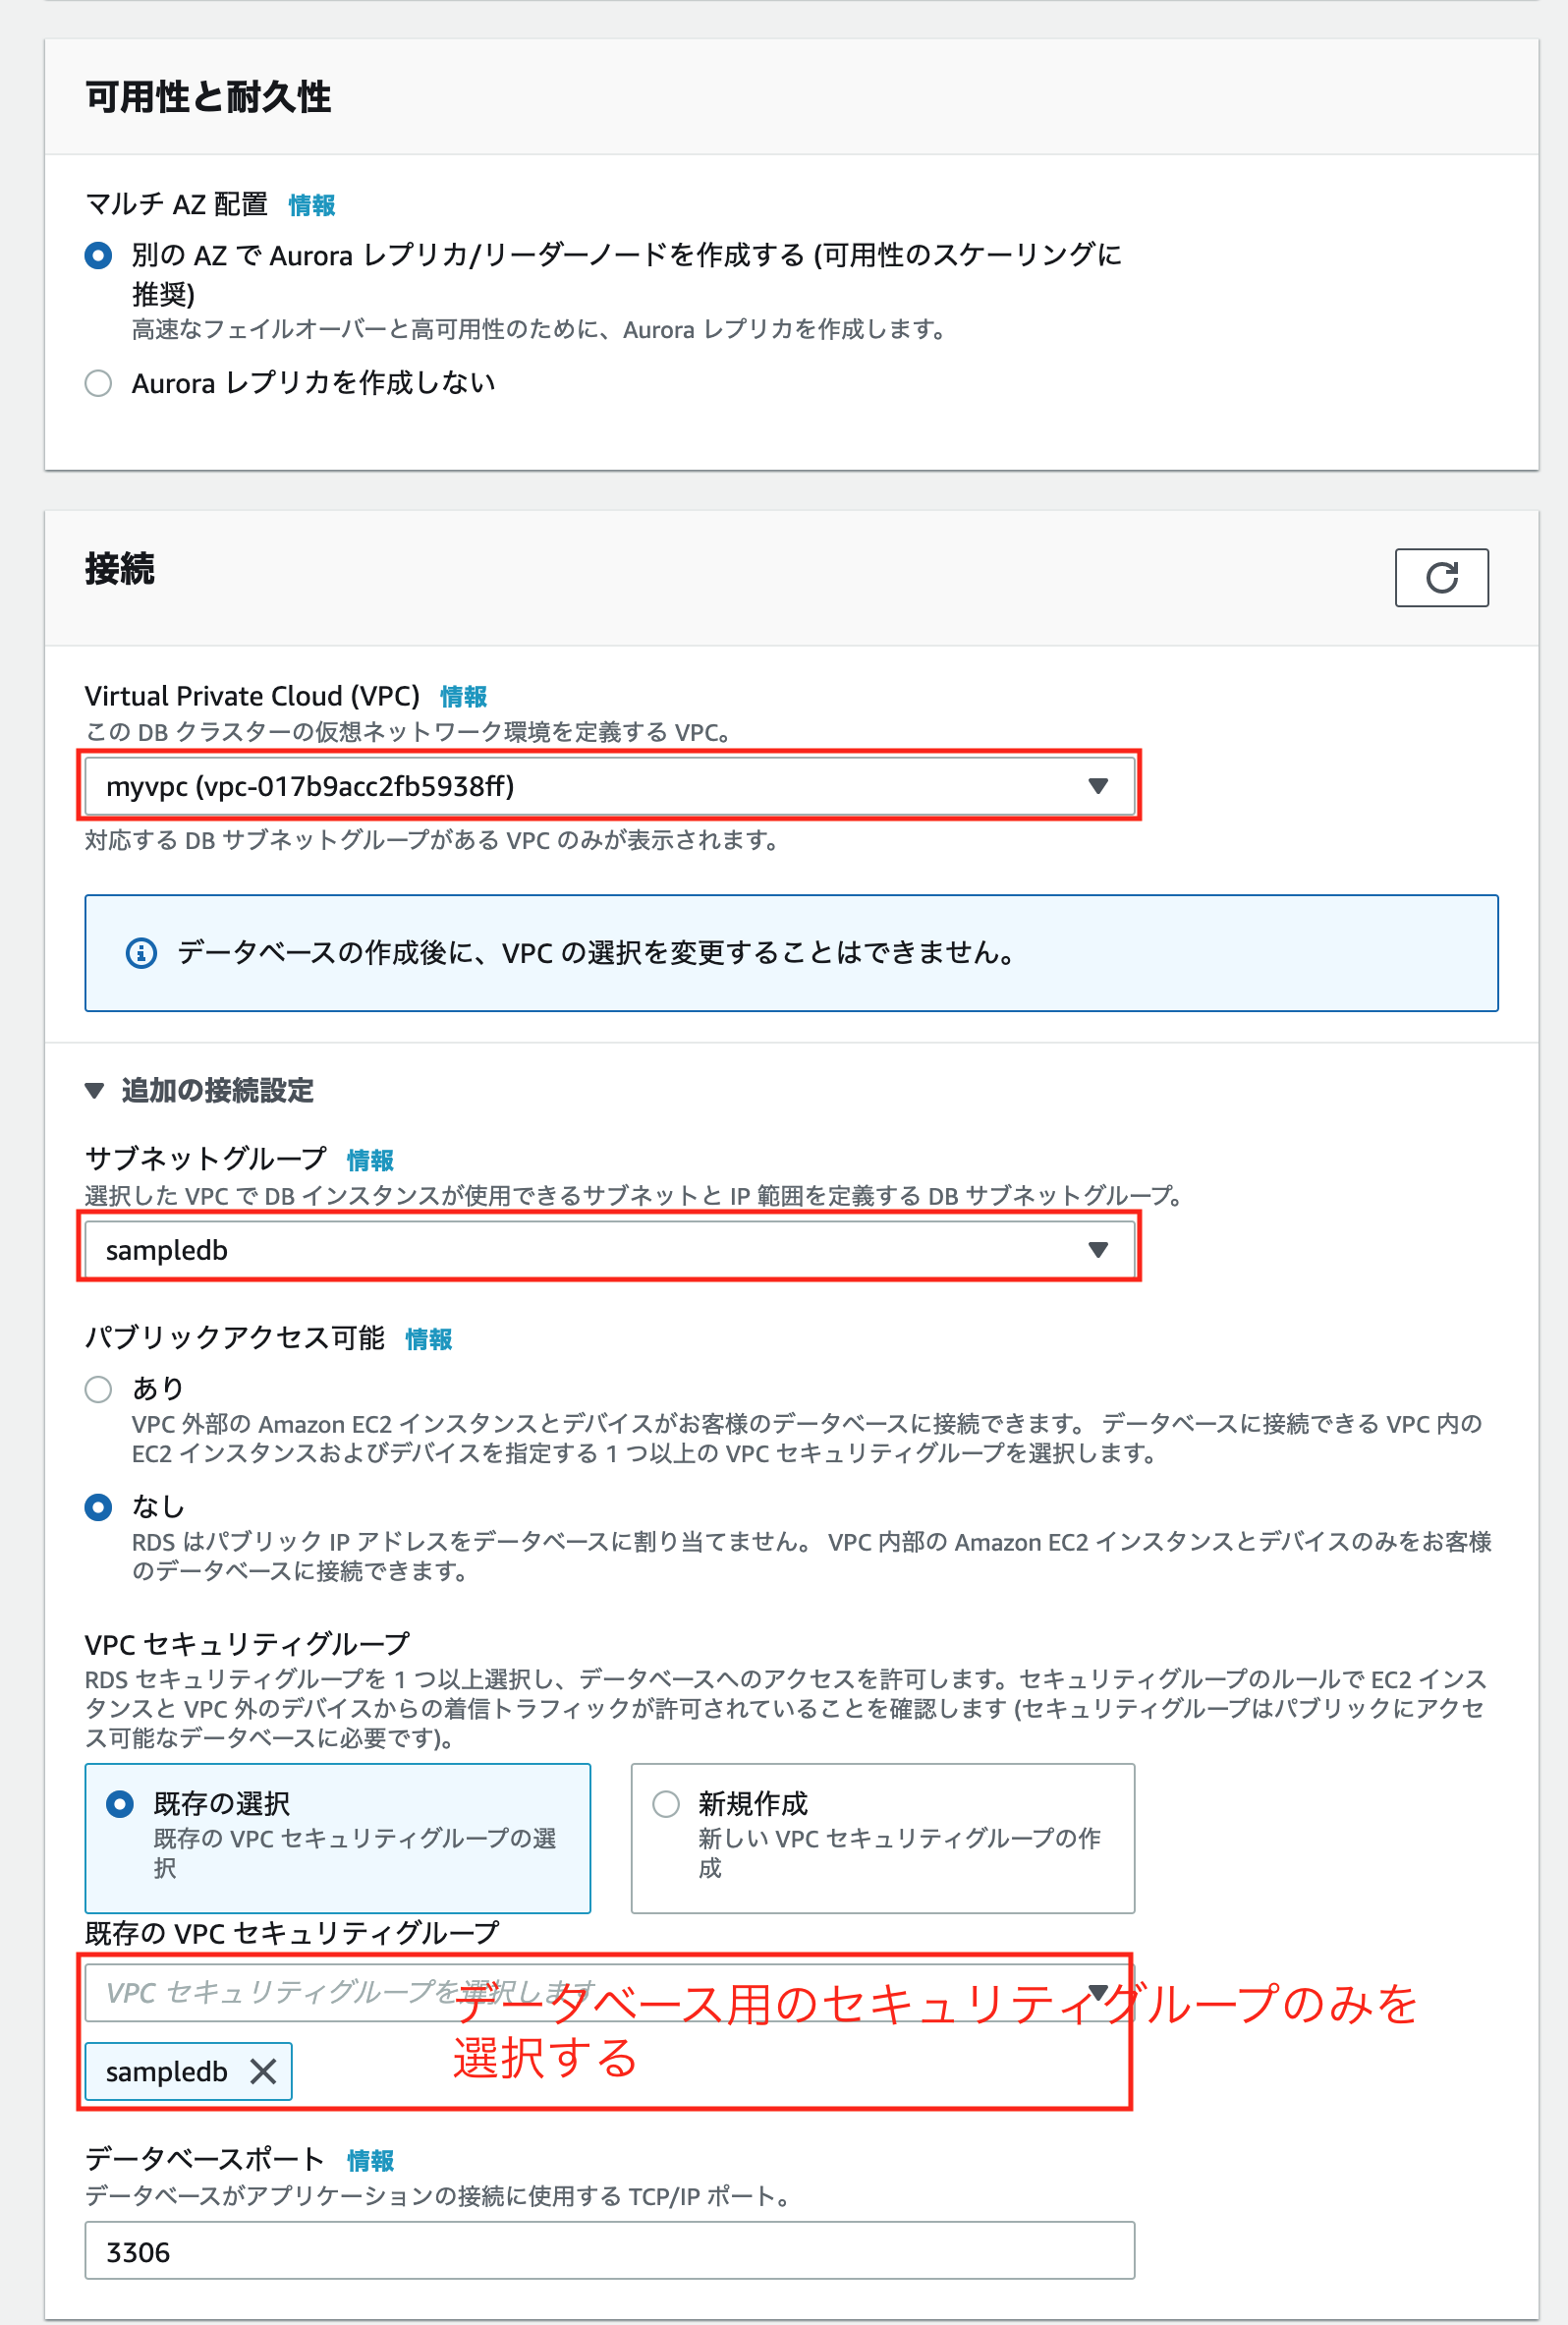 可用性と耐久性
マルチ AZ 配置 情報
別の AZ で Aurora レプリカ/リーダーノードを作成する (可用性のスケーリングに
推奨)
高速なフェイルオーバーと高可用性のために、Aurora レプリカを作成します。
Aurora レプリカを作成しない
接続
Virtual Private Cloud (VPC) 情報
この DB クラスターの仮想ネットワーク環境を定義する VPC。
myvpc (vpc-017b9acc2fb5938ff)
対応する DB サブネットグループがある VPC のみが表示されます。
データベースの作成後に、VPC の選択を変更することはできません。
追加の接続設定
サブネットグループ 情報
選択した VPC で DB インスタンスが使用できるサブネットと IP 範囲を定義する DB サブネットグループ。
sampledb
パブリックアクセス可能 情報
あり
VPC 外部の Amazon EC2 インスタンスとデバイスがお客様のデータベースに接続できます。 データベースに接続できる VPC 内の
EC2 インスタンスおよびデバイスを指定する 1 つ以上の VPC セキュリティグループを選択します。
なし
RDS はパブリック IP アドレスをデータベースに割り当てません。 VPC 内部の Amazon EC2 インスタンスとデバイスのみをお客様
のデータベースに接続できます。
VPC セキュリティグループ
RDS セキュリティグループを 1 つ以上選択し、データベースへのアクセスを許可します。セキュリティグループのルールで EC2 インス
タンスと VPC 外のデバイスからの着信トラフィックが許可されていることを確認します (セキュリティグループはパブリックにアクセ
ス可能なデータベースに必要です)。
既存の選択
既存の VPC セキュリティグループの選
択
新規作成
新しい VPC セキュリティグループの作
成
既存の VPC セキュリティグループ
VPC セキュリティグループを選択します
データベース用のセキュリティグループのみを
選択する
sampledb
データベースポート 情報
データベースがアプリケーションの接続に使用する TCP/IP ポート。
3306